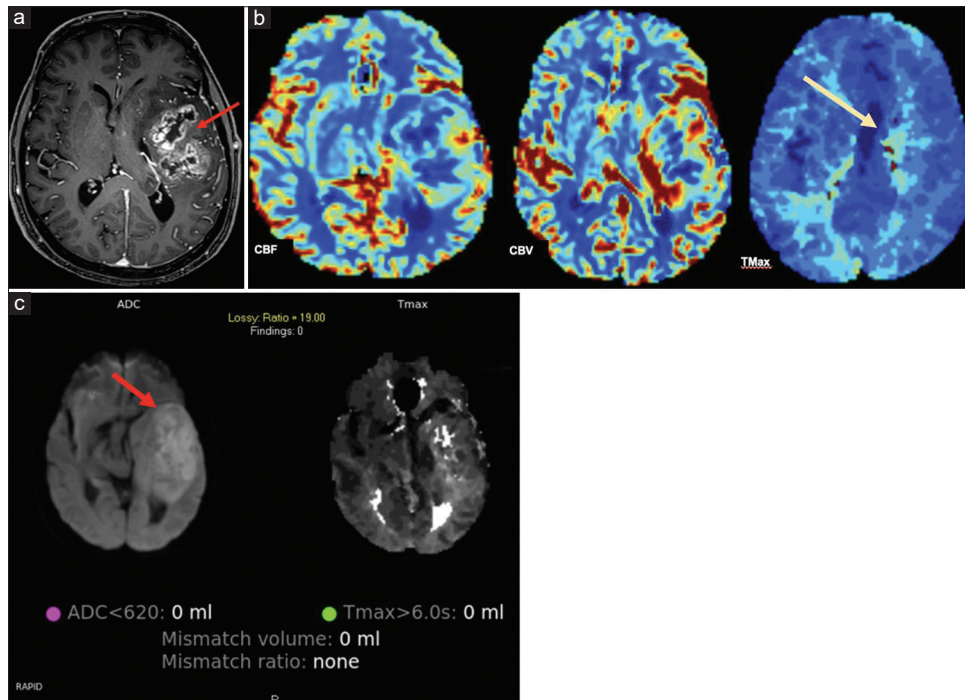 a
b
CBF
CBV
TMax
c
ADC
Tmax
Lossy: Ratio = 19.00
Findings: 0
ADC<620: 0 ml
Tmax>6.0s: 0 ml
Mismatch volume: 0 ml
Mismatch ratio: none
RAPID